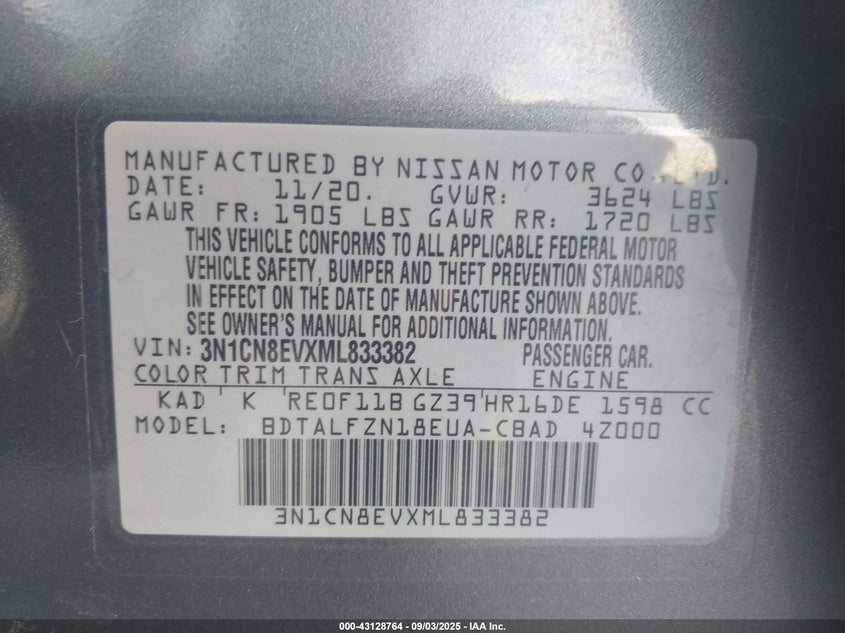 MANUFACTURED BY NISSAN MOTOR CO.,LTD.
DATE: 11/20. GVWR: 3624 LBS
GAWR FR: 1905 LBS GAWR RR: 1720 LBS
THIS VEHICLE CONFORMS TO ALL APPLICABLE FEDERAL MOTOR
VEHICLE SAFETY, BUMPER AND THEFT PREVENTION STANDARDS
IN EFFECT ON THE DATE OF MANUFACTURE SHOWN ABOVE.
SEE OWNER'S MANUAL FOR ADDITIONAL INFORMATION.
VIN: 3N1CN8EVXML833382 PASSENGER CAR.
COLOR TRIM TRANS AXLE ENGINE
KAD K RE0F11B GZ39 HR16DE 1598 CC
MODEL: BDTALFZN18EUA-CBAD 4Z000
3N1CN8EVXML833382
000-43128764 - 09/03/2025 - IAA Inc.